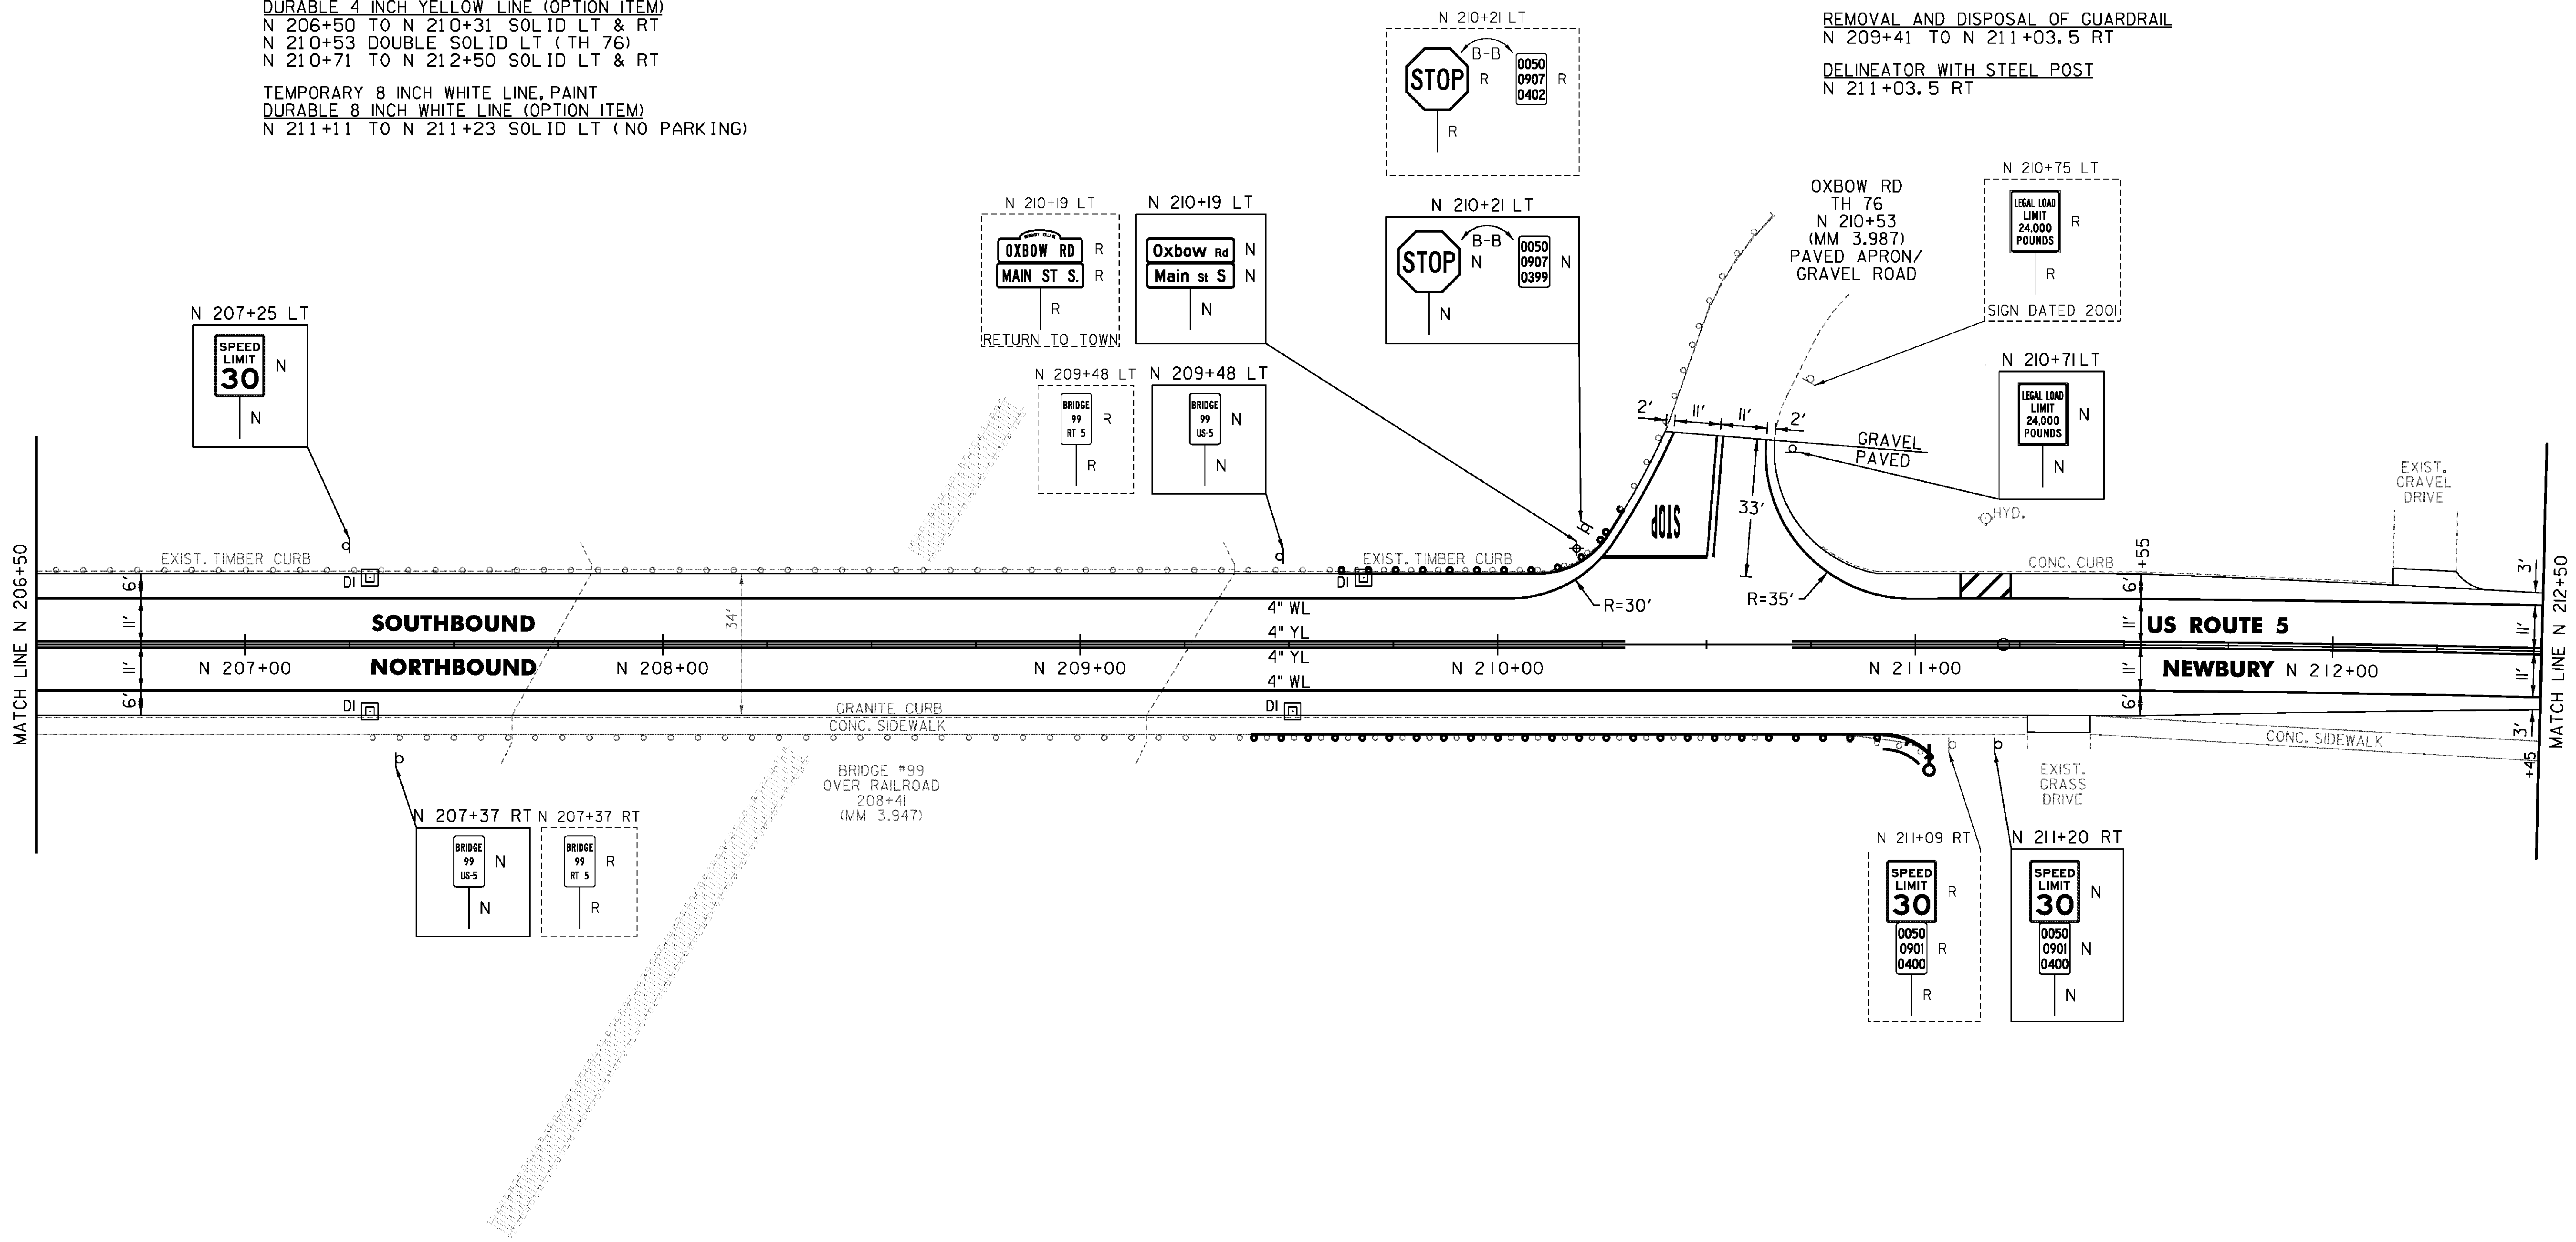 DURABLE 4 INCH YELLOW LINE (OPTION ITEM)
N 206+50 TO N 210+31 SOLID LT & RT
N 210+53 DOUBLE SOLID LT (TH 76)
N 210+71 TO N 212+50 SOLID LT & RT
TEMPORARY 8 INCH WHITE LINE, PAINT
DURABLE 8 INCH WHITE LINE (OPTION ITEM)
N 211+11 TO N 211+23 SOLID LT (NO PARKING)
N 210+21 LT
STOP
R
B-B
0050
0907
0402
R
R
REMOVAL AND DISPOSAL OF GUARDRAIL
N 209+41 TO N 211+03.5 RT
DELINEATOR WITH STEEL POST
N 211+03.5 RT
N 210+19 LT
OXBOW RD
R
MAIN ST S.
R
R
RETURN TO TOWN
N 210+19 LT
Oxbow Rd
N
Main St S
N
N
N 210+21 LT
STOP
N
B-B
0050
0907
0399
N
N
OXBOW RD
TH 76
N 210+53
(MM 3.987)
PAVED APRON/
GRAVEL ROAD
N 210+75 LT
LEGAL LOAD
LIMIT
24,000
POUNDS
R
R
SIGN DATED 2001
N 207+25 LT
SPEED
LIMIT
30
N
N
N 209+48 LT
BRIDGE
99
RT 5
R
R
N 209+48 LT
BRIDGE
99
US-5
N
N
N 210+71 LT
LEGAL LOAD
LIMIT
24,000
POUNDS
N
N
2'
11'
11'
2'
GRAVEL
PAVED
33'
STOP
HYD.
EXIST.
GRAVEL
DRIVE
MATCH LINE N 206+50
EXIST. TIMBER CURB
DI
EXIST. TIMBER CURB
DI
R=30'
R=35'
CONC. CURB
+55
3'
MATCH LINE N 212+50
6'
11'
11'
6'
34'
SOUTHBOUND
NORTHBOUND
4" WL
4" YL
4" YL
4" WL
6'
11'
11'
6'
US ROUTE 5
NEWBURY
11'
11'
3'
+45
N 207+00
N 208+00
N 209+00
N 210+00
N 211+00
N 212+00
DI
GRANITE CURB
CONC. SIDEWALK
DI
CONC. SIDEWALK
BRIDGE #99
OVER RAILROAD
208+41
(MM 3.947)
EXIST.
GRASS
DRIVE
N 207+37 RT
BRIDGE
99
US-5
N
N
N 207+37 RT
BRIDGE
99
RT 5
R
R
N 211+09 RT
SPEED
LIMIT
30
R
0050
0901
0400
R
R
N 211+20 RT
SPEED
LIMIT
30
N
0050
0901
0400
N
N